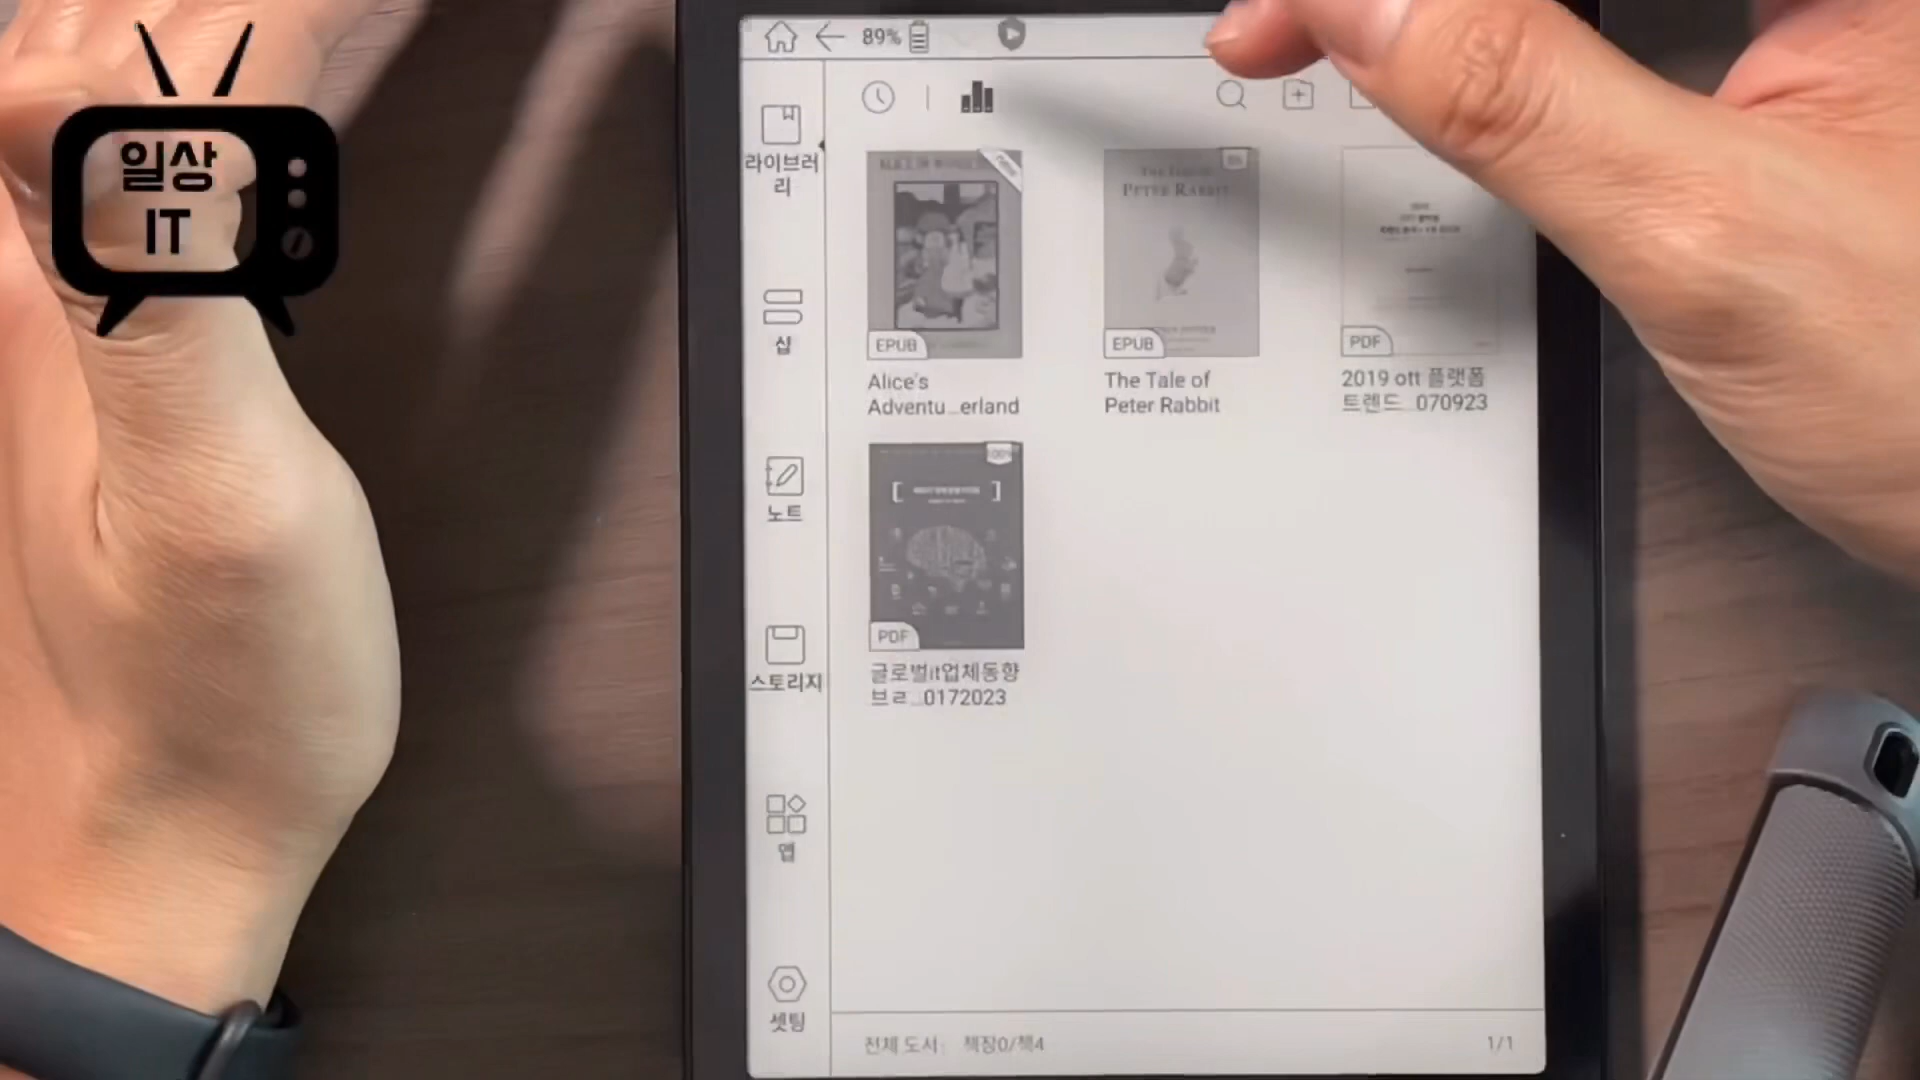 일상
IT
89%
라이브러
리
십
노트
스토리지
앱
셋팅
PETER RABBIT
EPUB
EPUB
PDF
Alice's
Adventu...erland
The Tale of
Peter Rabbit
2019 ott 플랫폼
트렌드...070923
100%
PDF
글로벌it업체동향
브ㄹ...0172023
전체 도서: 책장0/책4
1/1